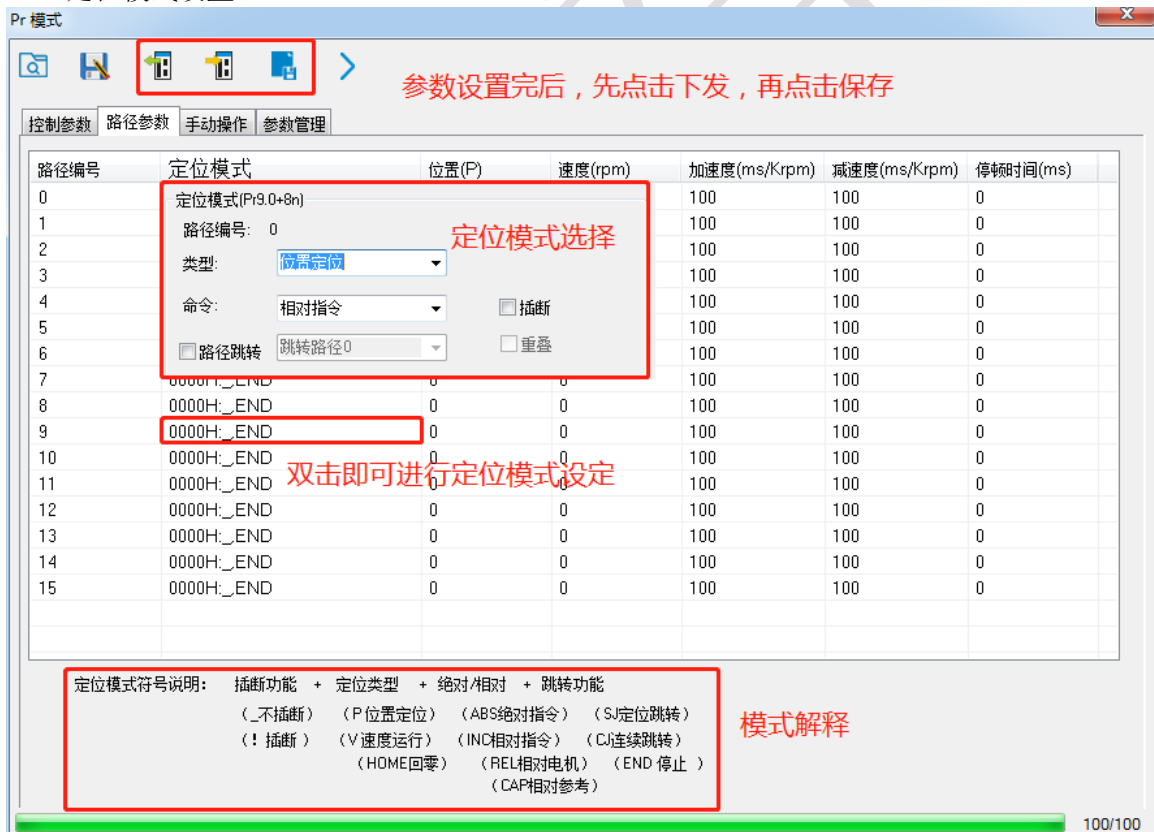 Pr 模式
X
参数设置完后，先点击下发，再点击保存
控制参数 路径参数 手动操作 参数管理
路径编号 定位模式 位置(P) 速度(rpm) 加速度(ms/Krpm) 减速度(ms/Krpm) 停顿时间(ms)
0 100 100 0
1 100 100 0
2 100 100 0
3 100 100 0
4 100 100 0
5 100 100 0
6 100 100 0
定位模式(Pr9.0+8n)
路径编号: 0
定位模式选择
类型: 位置定位
命令: 相对指令 插断
路径跳转 跳转路径0 重叠
7 0000H:_,END 0 0 100 100 0
8 0000H:_,END 0 0 100 100 0
9 0000H:_,END 0 0 100 100 0
10 0000H:_,END 0 0 100 100 0
双击即可进行定位模式设定
11 0000H:_,END 0 0 100 100 0
12 0000H:_,END 0 0 100 100 0
13 0000H:_,END 0 0 100 100 0
14 0000H:_,END 0 0 100 100 0
15 0000H:_,END 0 0 100 100 0
定位模式符号说明: 插断功能 + 定位类型 + 绝对/相对 + 跳转功能
(_不插断) (P位置定位) (ABS绝对指令) (SJ定位跳转)
(! 插断) (V速度运行) (INC相对指令) (CJ连续跳转)
(HOME回零) (REL相对电机) (END 停止 )
(CAP相对参考)
模式解释
100/100